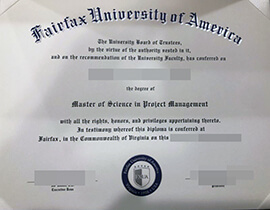 Fairfax University of America
The University Board of Trustees,
by the virtue of the authority vested in it,
and on the recommendation of the University Faculty, has conferred on
the degree of
Master of Science in Project Management
with all the rights, honors, and privileges appertaining thereto.
In testimony whereof this diploma is conferred at
Fairfax, in the Commonwealth of Virginia on this